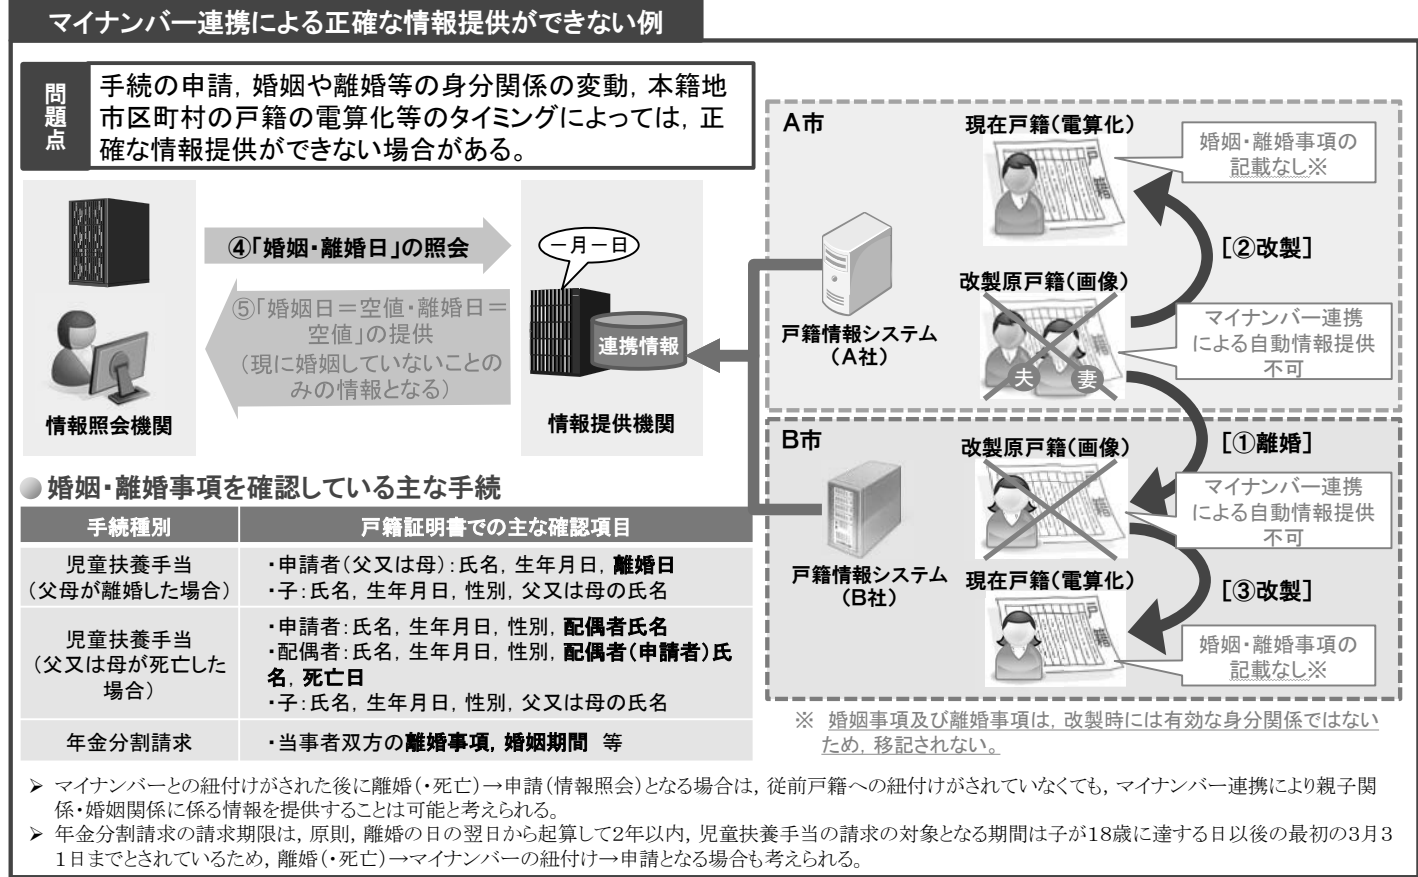 マイナンバー連携による正確な情報提供ができない例
問題点
手続の申請，婚姻や離婚等の身分関係の変動，本籍地
市区町村の戸籍の電算化等のタイミングによっては，正
確な情報提供ができない場合がある。
④「婚姻・離婚日」の照会
⑤「婚姻日＝空値・離婚日＝
空値」の提供
（現に婚姻していないことの
みの情報となる）
情報照会機関
－月－日
連携情報
情報提供機関
A市
現在戸籍（電算化）
戸籍
婚姻・離婚事項の
記載なし※
［②改製］
改製原戸籍（画像）
夫
妻
マイナンバー連携
による自動情報提供
不可
戸籍情報システム
（A社）
B市
［①離婚］
改製原戸籍（画像）
マイナンバー連携
による自動情報提供
不可
戸籍情報システム
（B社）
現在戸籍（電算化）
戸籍
［③改製］
婚姻・離婚事項の
記載なし※
※　婚姻事項及び離婚事項は，改製時には有効な身分関係ではない
ため，移記されない。
●婚姻・離婚事項を確認している主な手続
手続種別
戸籍証明書での主な確認項目
児童扶養手当
（父母が離婚した場合）
・申請者（父又は母）：氏名，生年月日，離婚日
・子：氏名，生年月日，性別，父又は母の氏名
児童扶養手当
（父又は母が死亡した
場合）
・申請者：氏名，生年月日，性別，配偶者氏名
・配偶者：氏名，生年月日，性別，配偶者（申請者）氏
名，死亡日
・子：氏名，生年月日，性別，父又は母の氏名
年金分割請求
・当事者双方の離婚事項，婚姻期間　等
➢ マイナンバーとの紐付けがされた後に離婚（・死亡）→申請（情報照会）となる場合は，従前戸籍への紐付けがされていなくても，マイナンバー連携により親子関
係・婚姻関係に係る情報を提供することは可能と考えられる。
➢ 年金分割請求の請求期限は，原則，離婚の日の翌日から起算して2年以内，児童扶養手当の請求の対象となる期間は子が18歳に達する日以後の最初の3月3
1日までとされているため，離婚（・死亡）→マイナンバーの紐付け→申請となる場合も考えられる。